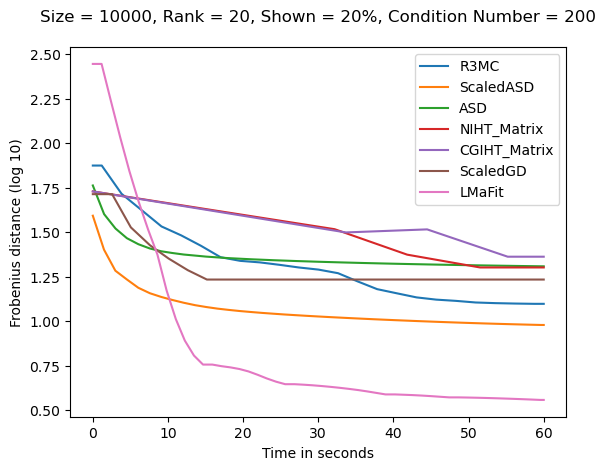 Size = 10000, Rank = 20, Shown = 20%, Condition Number = 200
Frobenius distance (log 10)
2.50
2.25
2.00
1.75
1.50
1.25
1.00
0.75
0.50
R3MC
ScaledASD
ASD
NIHT_Matrix
CGIHT_Matrix
ScaledGD
LMaFit
0 10 20 30 40 50 60
Time in seconds